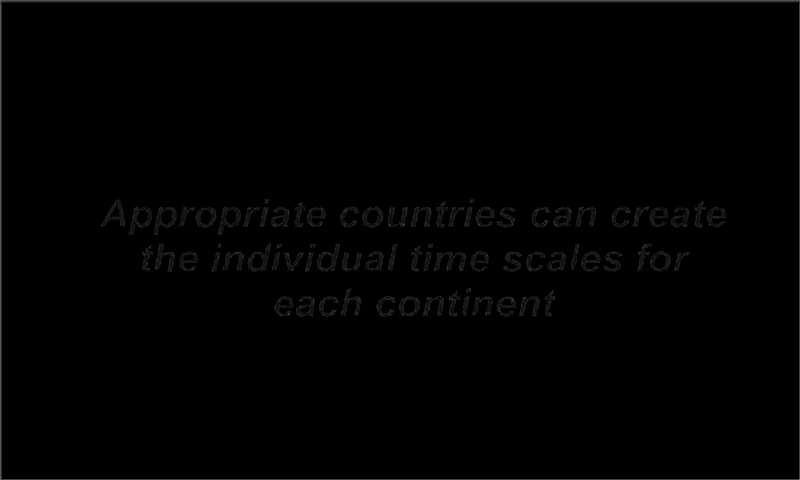 Appropriate countries can create
the individual time scales for
each continent